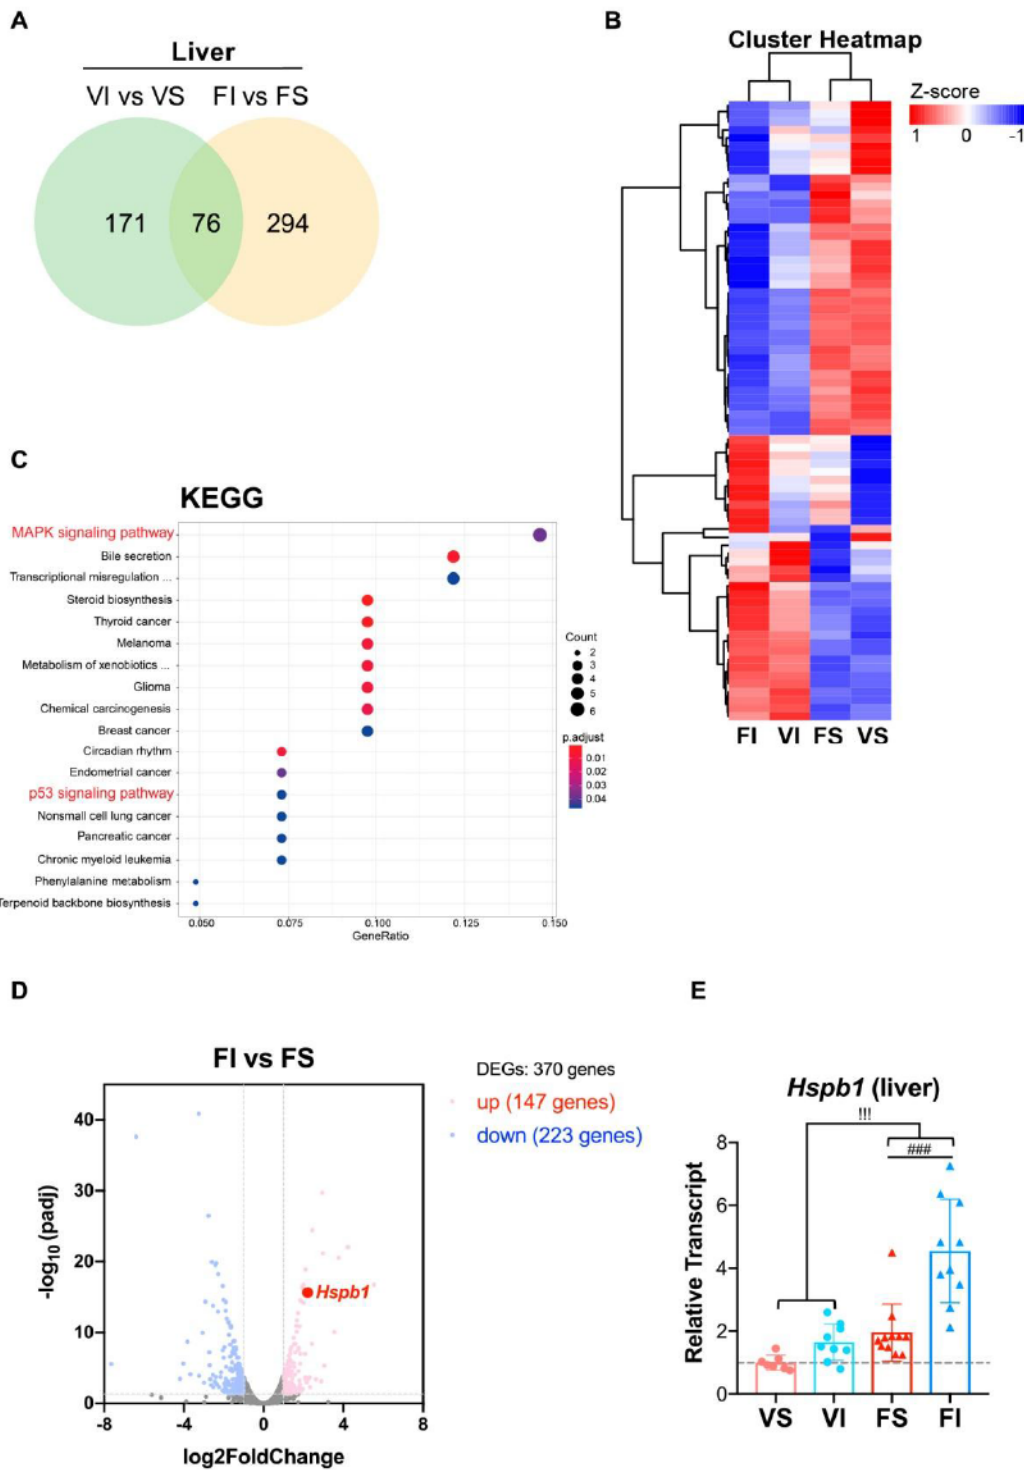 A
Liver
VI vs VS FI vs FS
171 76 294
B
Cluster Heatmap
Z-score
1 0 -1
FI VI FS VS
C
KEGG
MAPK signaling pathway
Bile secretion
Transcriptional misregulation ...
Steroid biosynthesis
Thyroid cancer
Melanoma
Metabolism of xenobiotics ...
Glioma
Chemical carcinogenesis
Breast cancer
Circadian rhythm
Endometrial cancer
p53 signaling pathway
Nonsmall cell lung cancer
Pancreatic cancer
Chronic myeloid leukemia
Phenylalanine metabolism
Terpenoid backbone biosynthesis
0.050 0.075 0.100 0.125 0.150
GeneRatio
Count
2
3
4
5
6
p.adjust
0.01
0.02
0.03
0.04
D
FI vs FS
DEGs: 370 genes
up (147 genes)
down (223 genes)
-log10 (padj)
40
30
20
10
0
Hspb1
-8 -4 0 4 8
log2FoldChange
E
Hspb1 (liver)
!!!
###
Relative Transcript
8
6
4
2
0
VS VI FS FI